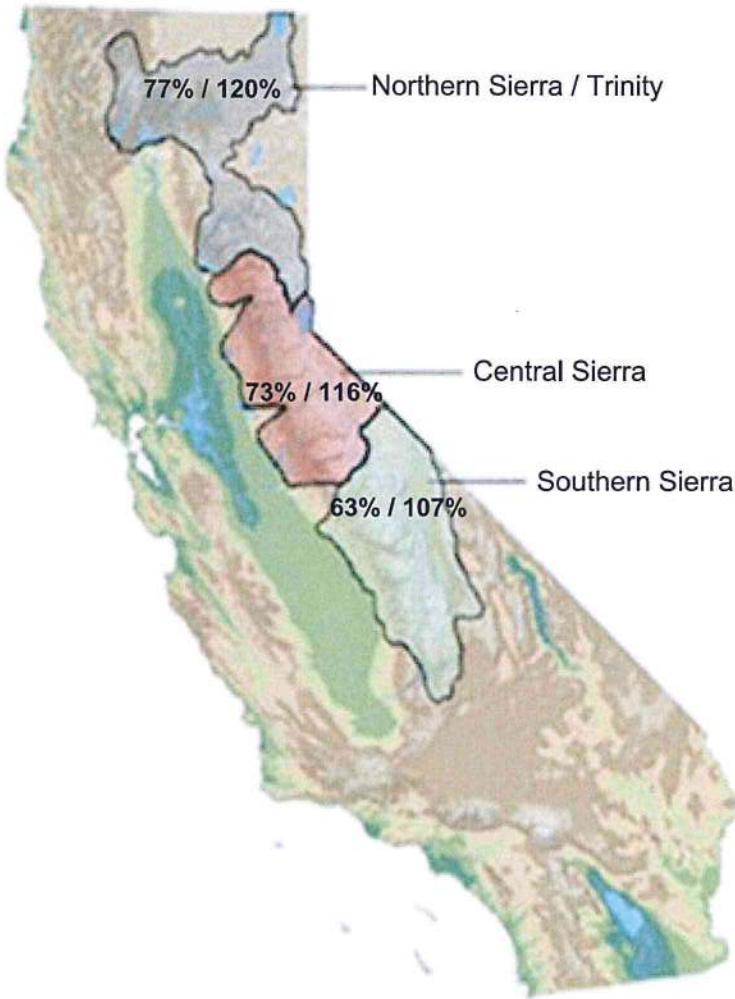 77% / 120%
Northern Sierra / Trinity
Central Sierra
73% / 116%
Southern Sierra
63% / 107%